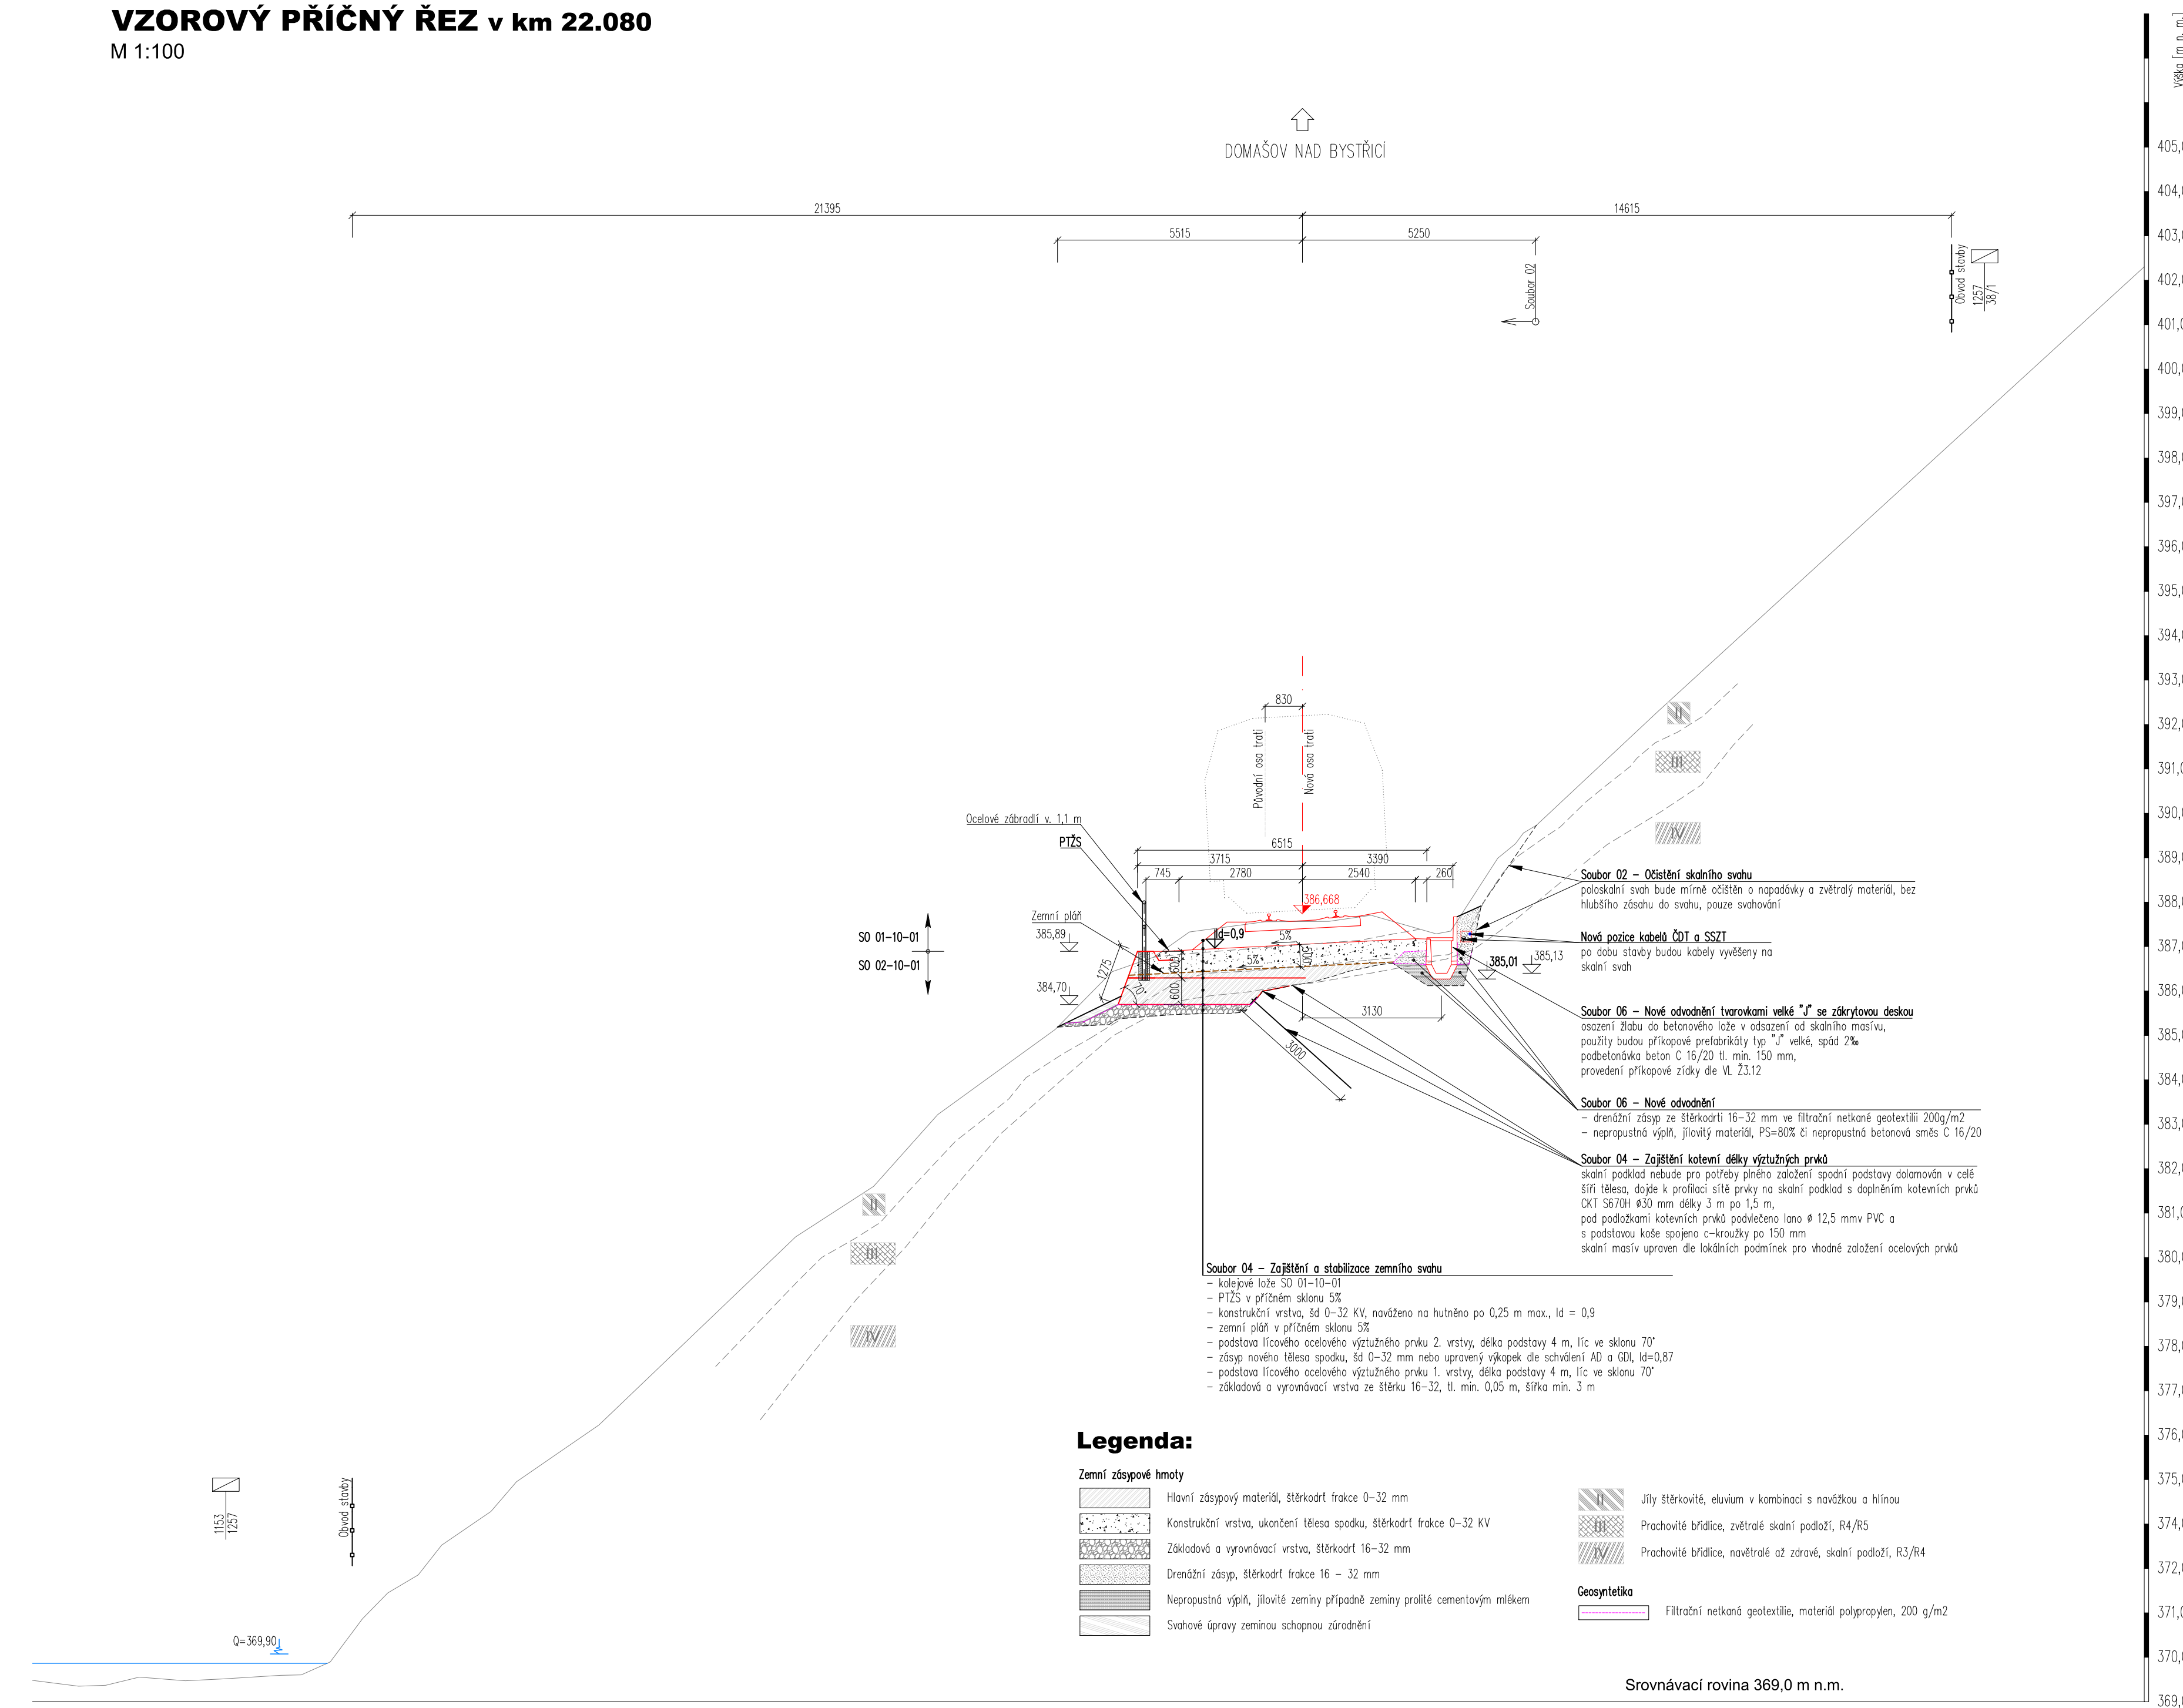 VZOROVÝ PŘÍČNÝ ŘEZ v km 22.080
M 1:100
Výška [m n. m.]
DOMAŠOV NAD BYSTŘICÍ
21395
14615
5515
5250
Soubor 02
Obvod stavby
1257
38/1
405,0
404,0
403,0
402,0
401,0
400,0
399,0
398,0
397,0
396,0
395,0
394,0
393,0
392,0
391,0
390,0
389,0
388,0
387,0
386,0
385,0
384,0
383,0
382,0
381,0
380,0
379,0
378,0
377,0
376,0
375,0
374,0
373,0
372,0
371,0
370,0
369,0
830
Původní osa trati
Nová osa trati
II
III
IV
Ocelové zábradlí v. 1,1 m
PTŽS
6515
3715
3390
745
2780
2540
260
386,668
Zemní pláň
385,89
SO 01-10-01
SO 02-10-01
384,70
1275
70°
600
600
Id=0,9
5%
5%
500
385,01
385,13
3130
3000
Soubor 02 – Očistění skalního svahu
poloskalní svah bude mírně očištěn o napadávky a zvětralý materiál, bez
hlubšího zásahu do svahu, pouze svahování
Nová pozice kabelů ČDT a SSZT
po dobu stavby budou kabely vyvěšeny na
skalní svah
Soubor 06 – Nové odvodnění tvarovkami velké "J" se zákrytovou deskou
osazení žlabu do betonového lože v odsazení od skalního masívu,
použity budou příkopové prefabrikáty typ "J" velké, spád 2‰
podbetonávka beton C 16/20 tl. min. 150 mm,
provedení příkopové zídky dle VL Ž3.12
Soubor 06 – Nové odvodnění
– drenážní zásyp ze štěrkodrti 16-32 mm ve filtrační netkané geotextilii 200g/m2
– nepropustná výplň, jílovitý materiál, PS=80% či nepropustná betonová směs C 16/20
Soubor 04 – Zajištění kotevní délky výztužných prvků
skalní podklad nebude pro potřeby plného založení spodní podstavy dolamován v celé
šíři tělesa, dojde k profilaci sítě prvky na skalní podklad s doplněním kotevních prvků
CKT S670H ø30 mm délky 3 m po 1,5 m,
pod podložkami kotevních prvků podvlečeno lano ø 12,5 mmv PVC a
s podstavou koše spojeno c-kroužky po 150 mm
skalní masív upraven dle lokálních podmínek pro vhodné založení ocelových prvků
II
III
IV
Soubor 04 – Zajištění a stabilizace zemního svahu
– kolejové lože SO 01-10-01
– PTŽS v příčném sklonu 5%
– konstrukční vrstva, šd 0-32 KV, naváženo na hutněno po 0,25 m max., Id = 0,9
– zemní pláň v příčném sklonu 5%
– podstava lícového ocelového výztužného prvku 2. vrstvy, délka podstavy 4 m, líc ve sklonu 70°
– zásyp nového tělesa spodku, šd 0-32 mm nebo upravený výkopek dle schválení AD a GDI, Id=0,87
– podstava lícového ocelového výztužného prvku 1. vrstvy, délka podstavy 4 m, líc ve sklonu 70°
– základová a vyrovnávací vrstva ze štěrku 16-32, tl. min. 0,05 m, šířka min. 3 m
Legenda:
Zemní zásypové hmoty
Hlavní zásypový materiál, štěrkodrť frakce 0-32 mm
Konstrukční vrstva, ukončení tělesa spodku, štěrkodrť frakce 0-32 KV
Základová a vyrovnávací vrstva, štěrkodrť 16-32 mm
Drenážní zásyp, štěrkodrť frakce 16 – 32 mm
Nepropustná výplň, jílovité zeminy případně zeminy prolité cementovým mlékem
Svahové úpravy zeminou schopnou zúrodnění
II
Jíly štěrkovité, eluvium v kombinaci s navážkou a hlínou
III
Prachovité břidlice, zvětralé skalní podloží, R4/R5
IV
Prachovité břidlice, navětralé až zdravé, skalní podloží, R3/R4
Geosyntetika
Filtrační netkaná geotextilie, materiál polypropylen, 200 g/m2
1153
1257
Obvod stavby
Q=369,90
Srovnávací rovina 369,0 m n.m.